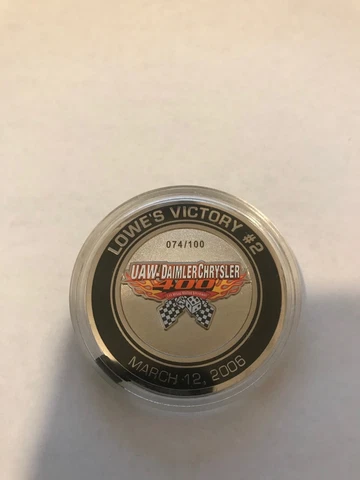 LOWE'S VICTORY #2
074/100
UAW-DAIMLERCHRYSLER
400
MARCH 12, 2006